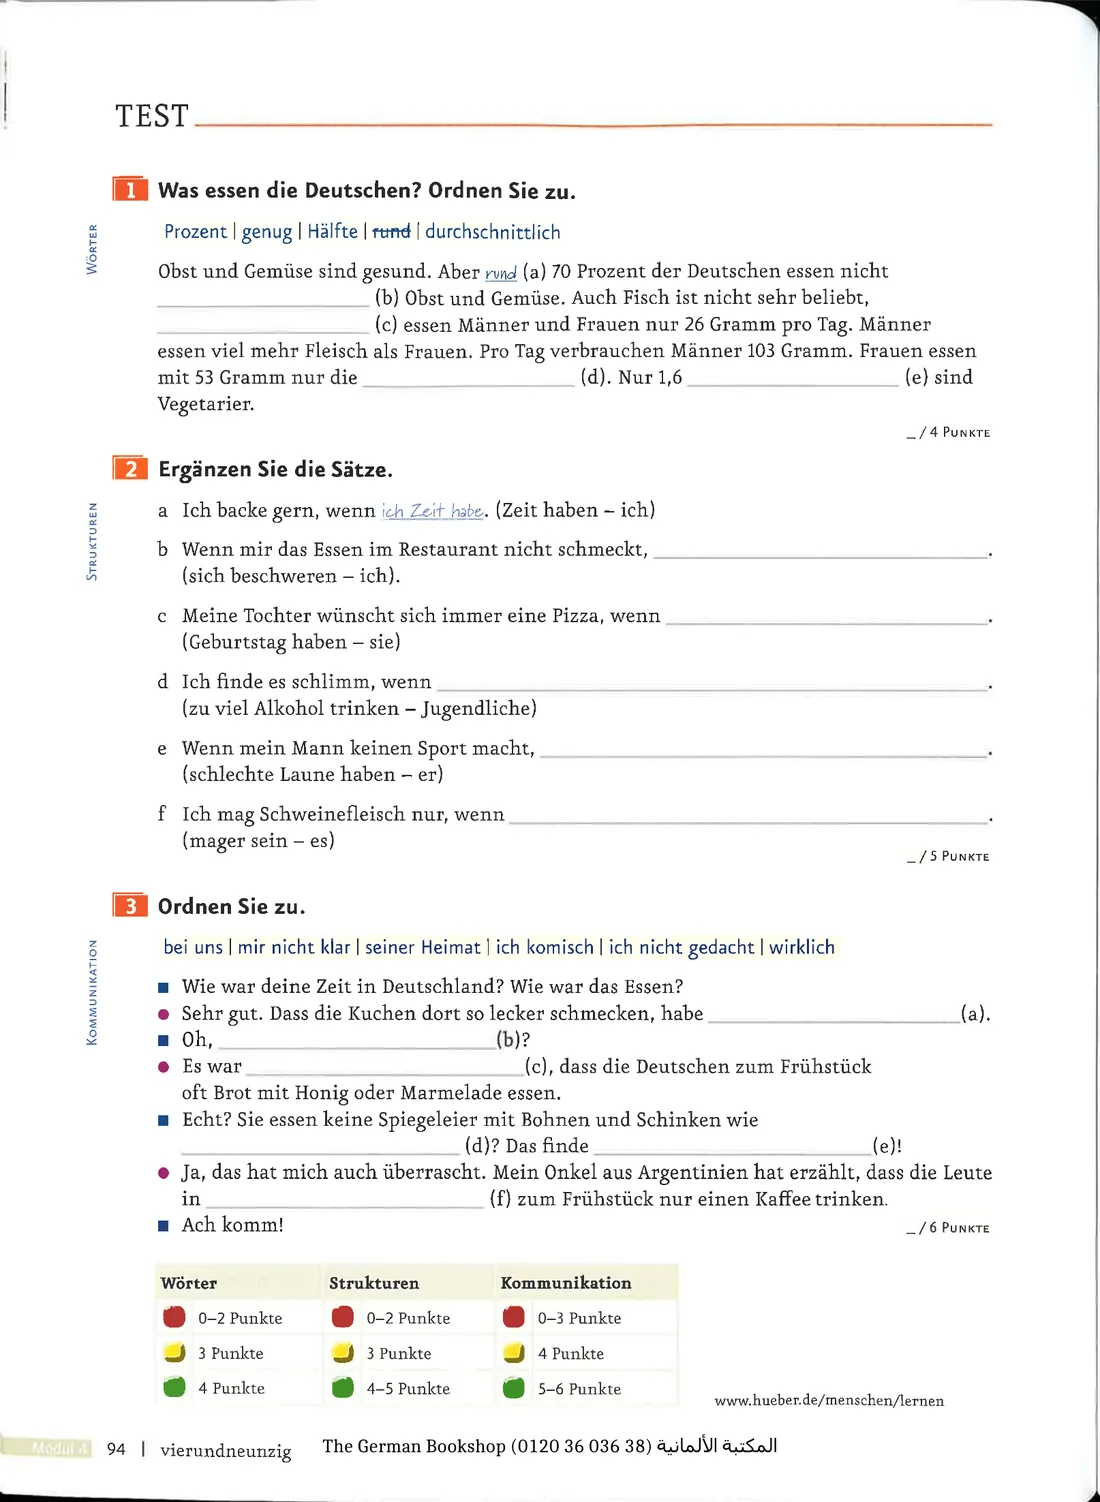 TEST
1 Was essen die Deutschen? Ordnen Sie zu.
WÖRTER
Prozent | genug | Hälfte | rund | durchschnittlich
Obst und Gemüse sind gesund. Aber rund (a) 70 Prozent der Deutschen essen nicht
(b) Obst und Gemüse. Auch Fisch ist nicht sehr beliebt,
(c) essen Männer und Frauen nur 26 Gramm pro Tag. Männer
essen viel mehr Fleisch als Frauen. Pro Tag verbrauchen Männer 103 Gramm. Frauen essen
mit 53 Gramm nur die (d). Nur 1,6 (e) sind
Vegetarier.
_ / 4 PUNKTE
2 Ergänzen Sie die Sätze.
STRUKTUREN
a Ich backe gern, wenn ich Zeit habe. (Zeit haben – ich)
b Wenn mir das Essen im Restaurant nicht schmeckt, .
(sich beschweren – ich).
c Meine Tochter wünscht sich immer eine Pizza, wenn .
(Geburtstag haben – sie)
d Ich finde es schlimm, wenn .
(zu viel Alkohol trinken – Jugendliche)
e Wenn mein Mann keinen Sport macht, .
(schlechte Laune haben – er)
f Ich mag Schweinefleisch nur, wenn .
(mager sein – es)
_ / 5 PUNKTE
3 Ordnen Sie zu.
KOMMUNIKATION
bei uns | mir nicht klar | seiner Heimat | ich komisch | ich nicht gedacht | wirklich
■ Wie war deine Zeit in Deutschland? Wie war das Essen?
● Sehr gut. Dass die Kuchen dort so lecker schmecken, habe (a).
■ Oh, (b)?
● Es war (c), dass die Deutschen zum Frühstück
oft Brot mit Honig oder Marmelade essen.
■ Echt? Sie essen keine Spiegeleier mit Bohnen und Schinken wie
(d)? Das finde (e)!
● Ja, das hat mich auch überrascht. Mein Onkel aus Argentinien hat erzählt, dass die Leute
in (f) zum Frühstück nur einen Kaffee trinken.
■ Ach komm!
_ / 6 PUNKTE
Wörter Strukturen Kommunikation
0–2 Punkte 0–2 Punkte 0–3 Punkte
3 Punkte 3 Punkte 4 Punkte
4 Punkte 4–5 Punkte 5–6 Punkte
www.hueber.de/menschen/lernen
Modul 4 94 | vierundneunzig The German Bookshop (0120 36 036 38) المكتبة الألمانية